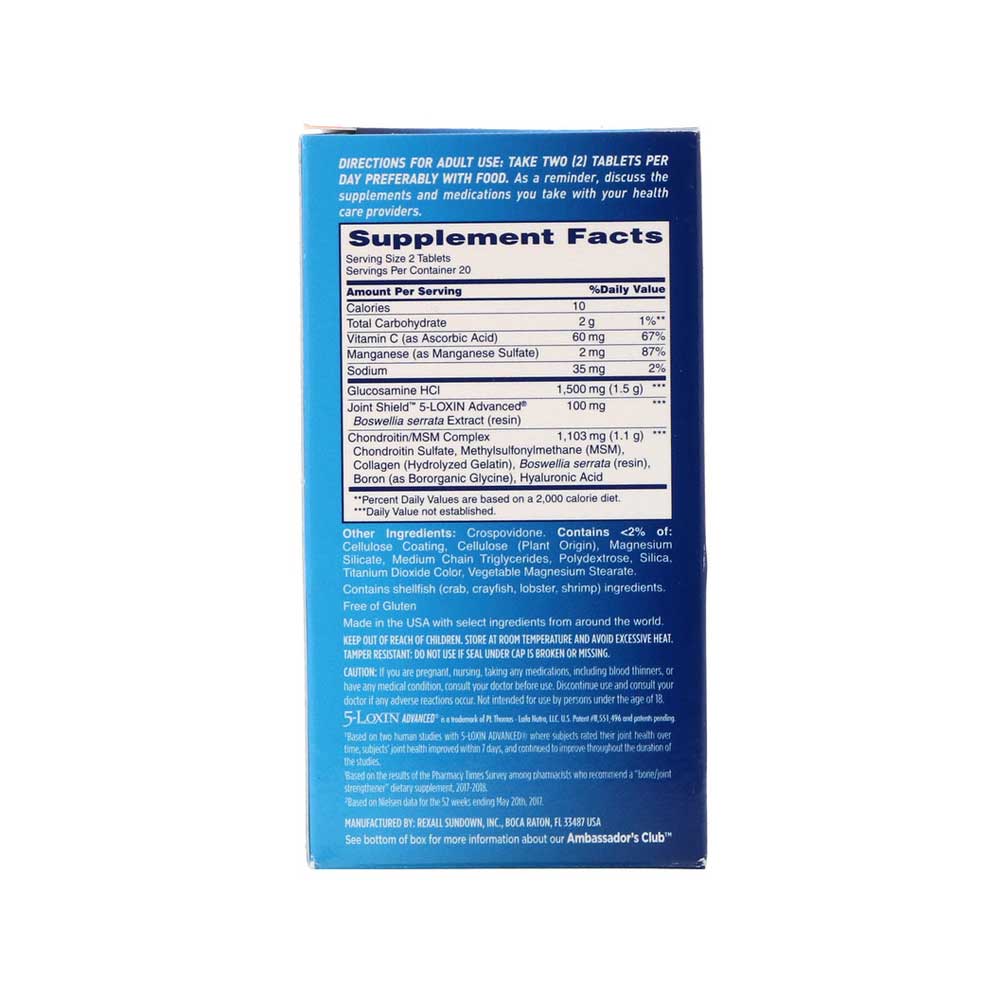 DIRECTIONS FOR ADULT USE: TAKE TWO (2) TABLETS PER
DAY PREFERABLY WITH FOOD. As a reminder, discuss the
supplements and medications you take with your health
care providers.
Supplement Facts
Serving Size 2 Tablets
Servings Per Container 20
Amount Per Serving %Daily Value
Calories 10
Total Carbohydrate 2 g 1%**
Vitamin C (as Ascorbic Acid) 60 mg 67%
Manganese (as Manganese Sulfate) 2 mg 87%
Sodium 35 mg 2%
Glucosamine HCl 1,500 mg (1.5 g) ***
Joint Shield™ 5-LOXIN Advanced® 100 mg ***
Boswellia serrata Extract (resin)
Chondroitin/MSM Complex 1,103 mg (1.1 g) ***
Chondroitin Sulfate, Methylsulfonylmethane (MSM),
Collagen (Hydrolyzed Gelatin), Boswellia serrata (resin),
Boron (as Bororganic Glycine), Hyaluronic Acid
**Percent Daily Values are based on a 2,000 calorie diet.
***Daily Value not established.
Other Ingredients: Crospovidone. Contains <2% of:
Cellulose Coating, Cellulose (Plant Origin), Magnesium
Silicate, Medium Chain Triglycerides, Polydextrose, Silica,
Titanium Dioxide Color, Vegetable Magnesium Stearate.
Contains shellfish (crab, crayfish, lobster, shrimp) ingredients.
Free of Gluten
Made in the USA with select ingredients from around the world.
KEEP OUT OF REACH OF CHILDREN. STORE AT ROOM TEMPERATURE AND AVOID EXCESSIVE HEAT.
TAMPER RESISTANT: DO NOT USE IF SEAL UNDER CAP IS BROKEN OR MISSING.
CAUTION: If you are pregnant, nursing, taking any medications, including blood thinners, or
have any medical condition, consult your doctor before use. Discontinue use and consult your
doctor if any adverse reactions occur. Not intended for use by persons under the age of 18.
5-LOXIN ADVANCED® is a trademark of PL Thomas - Laila Nutra, LLC. U.S. Patent #8,551,496 and patents pending.
†Based on two human studies with 5-LOXIN ADVANCED® where subjects rated their joint health over
time, subjects' joint health improved within 7 days, and continued to improve throughout the duration of
the studies.
¹Based on the results of the Pharmacy Times Survey among pharmacists who recommend a "bone/joint
strengthener" dietary supplement, 2017-2018.
²Based on Nielsen data for the 52 weeks ending May 20th, 2017.
MANUFACTURED BY: REXALL SUNDOWN, INC., BOCA RATON, FL 33487 USA
See bottom of box for more information about our Ambassador's Club™